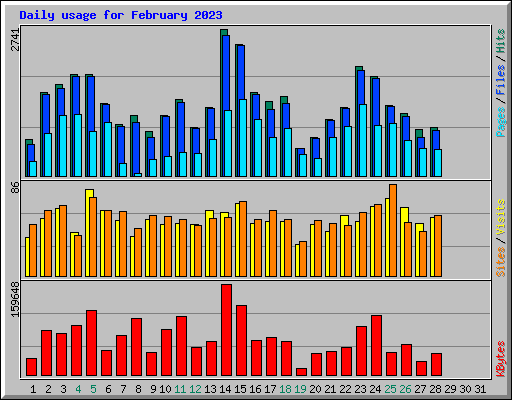 Daily usage for February 2023
2741
Pages / Files / Hits
86
Sites / Visits
159648
KBytes
1 2 3 4 5 6 7 8 9 10 11 12 13 14 15 16 17 18 19 20 21 22 23 24 25 26 27 28 29 30 31